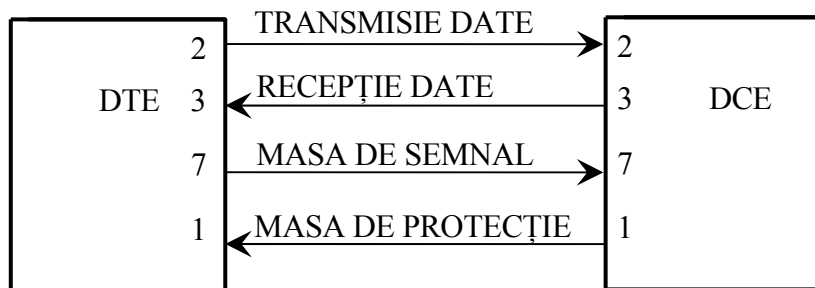 2 TRANSMISIE DATE 2
DTE 3 RECEPȚIE DATE 3 DCE
7 MASA DE SEMNAL 7
1 MASA DE PROTECȚIE 1